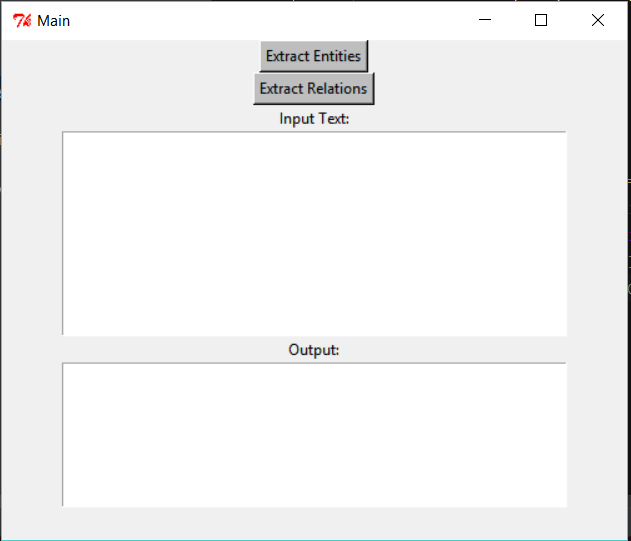 Main
Extract Entities
Extract Relations
Input Text:
Output: